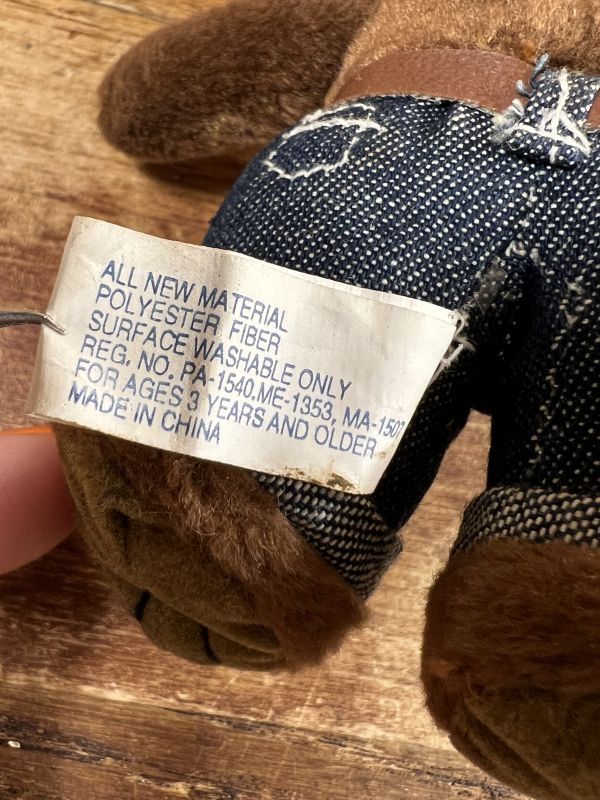 ALL NEW MATERIAL
POLYESTER FIBER
SURFACE WASHABLE ONLY
REG. NO. PA-1540.ME-1353, MA-1507
FOR AGES 3 YEARS AND OLDER
MADE IN CHINA